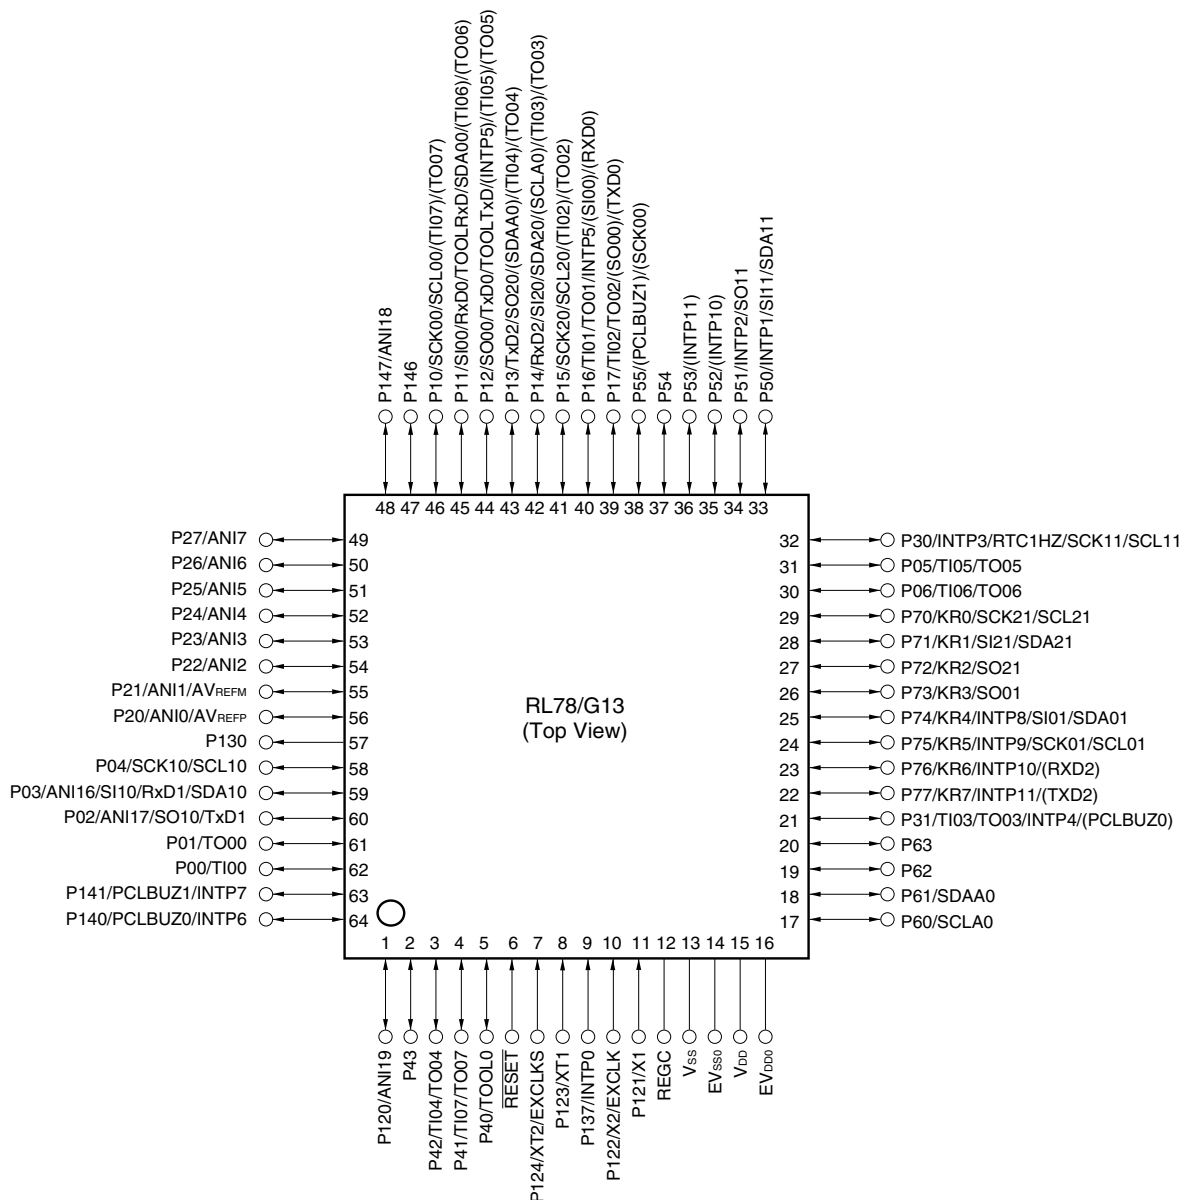 P147/ANI18
P146
P10/SCK00/SCL00/(TI07)/(TO07)
P11/SI00/RxD0/TOOLRxD/SDA00/(TI06)/(TO06)
P12/SO00/TxD0/TOOLTxD/(INTP5)/(TI05)/(TO05)
P13/TxD2/SO20/(SDAA0)/(TI04)/(TO04)
P14/RxD2/SI20/SDA20/(SCLA0)/(TI03)/(TO03)
P15/SCK20/SCL20/(TI02)/(TO02)
P16/TI01/TO01/INTP5/(SI00)/(RXD0)
P17/TI02/TO02/(SO00)/(TXD0)
P55/(PCLBUZ1)/(SCK00)
P54
P53/(INTP11)
P52/(INTP10)
P51/INTP2/SO11
P50/INTP1/SI11/SDA11
48 47 46 45 44 43 42 41 40 39 38 37 36 35 34 33
P27/ANI7 49
P26/ANI6 50
P25/ANI5 51
P24/ANI4 52
P23/ANI3 53
P22/ANI2 54
P21/ANI1/AVREFM 55
P20/ANI0/AVREFP 56
P130 57
P04/SCK10/SCL10 58
P03/ANI16/SI10/RxD1/SDA10 59
P02/ANI17/SO10/TxD1 60
P01/TO00 61
P00/TI00 62
P141/PCLBUZ1/INTP7 63
P140/PCLBUZ0/INTP6 64
RL78/G13
(Top View)
32 P30/INTP3/RTC1HZ/SCK11/SCL11
31 P05/TI05/TO05
30 P06/TI06/TO06
29 P70/KR0/SCK21/SCL21
28 P71/KR1/SI21/SDA21
27 P72/KR2/SO21
26 P73/KR3/SO01
25 P74/KR4/INTP8/SI01/SDA01
24 P75/KR5/INTP9/SCK01/SCL01
23 P76/KR6/INTP10/(RXD2)
22 P77/KR7/INTP11/(TXD2)
21 P31/TI03/TO03/INTP4/(PCLBUZ0)
20 P63
19 P62
18 P61/SDAA0
17 P60/SCLA0
1 2 3 4 5 6 7 8 9 10 11 12 13 14 15 16
P120/ANI19
P43
P42/TI04/TO04
P41/TI07/TO07
P40/TOOL0
RESET
P124/XT2/EXCLKS
P123/XT1
P137/INTP0
P122/X2/EXCLK
P121/X1
REGC
VSS
EVSS0
VDD
EVDD0